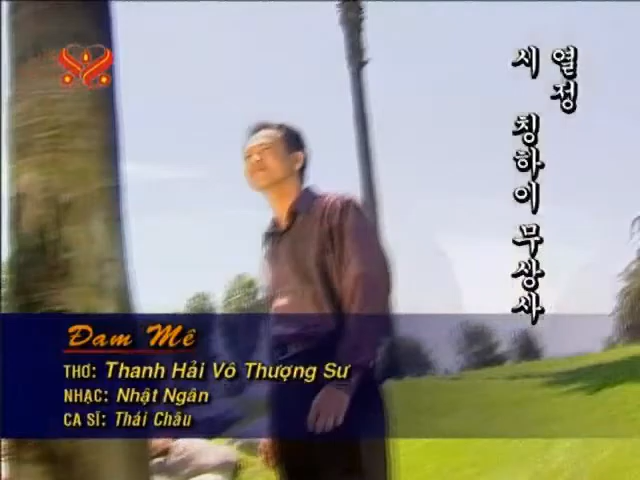 열정
시 칭하이 무상사
Đam Mê
THƠ: Thanh Hải Vô Thượng Sư
NHẠC: Nhật Ngân
CA SĨ: Thái Châu